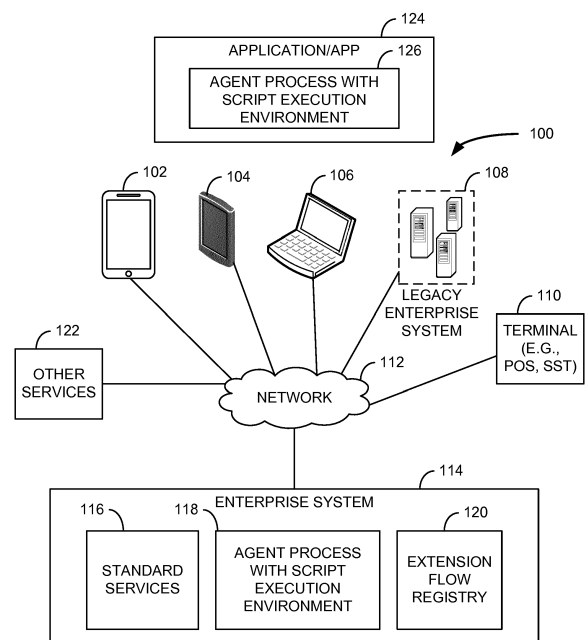 124
APPLICATION/APP
126
AGENT PROCESS WITH
SCRIPT EXECUTION
ENVIRONMENT
100
102
104
106
108
LEGACY
ENTERPRISE
SYSTEM
110
TERMINAL
(E.G.,
POS, SST)
122
OTHER
SERVICES
112
NETWORK
114
ENTERPRISE SYSTEM
116
STANDARD
SERVICES
118
AGENT PROCESS
WITH SCRIPT
EXECUTION
ENVIRONMENT
120
EXTENSION
FLOW
REGISTRY